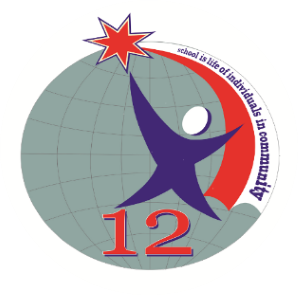 school is life of individuals in community
12